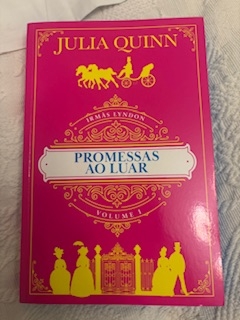 JULIA QUINN
IRMÃS LYNDON
PROMESSAS
AO LUAR
VOLUME 1